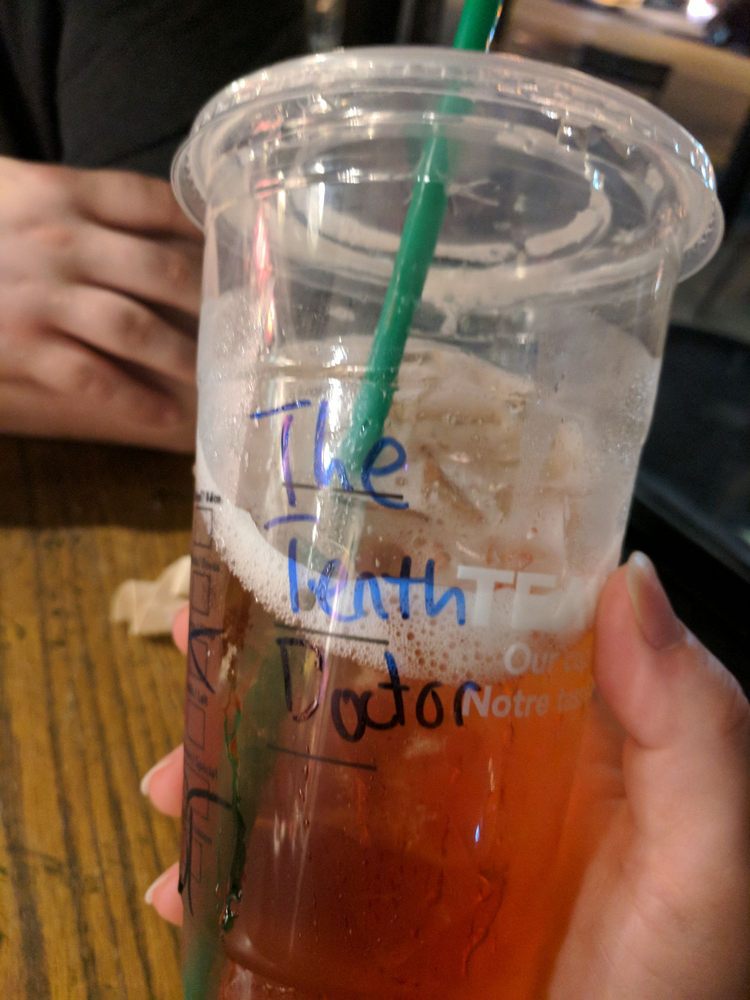 The
Tenth
Doctor
TEA
Our
Notre